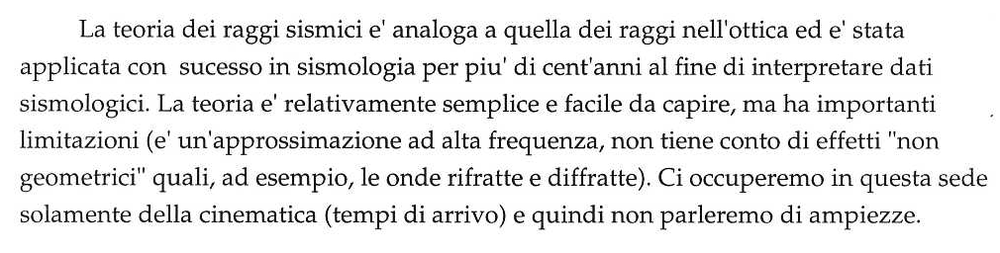 La teoria dei raggi sismici e' analoga a quella dei raggi nell'ottica ed e' stata
applicata con sucesso in sismologia per piu' di cent'anni al fine di interpretare dati
sismologici. La teoria e' relativamente semplice e facile da capire, ma ha importanti
limitazioni (e' un'approssimazione ad alta frequenza, non tiene conto di effetti "non
geometrici" quali, ad esempio, le onde rifratte e diffratte). Ci occuperemo in questa sede
solamente della cinematica (tempi di arrivo) e quindi non parleremo di ampiezze.